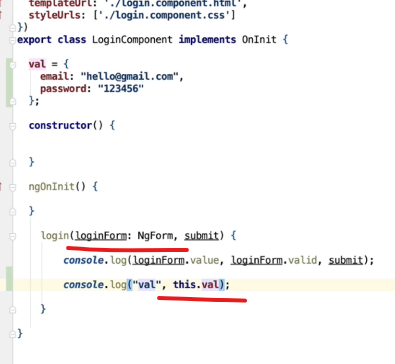 templateUrl: './login.component.html',
styleUrls: ['./login.component.css']
})
export class LoginComponent implements OnInit {
val = {
email: "hello@gmail.com",
password: "123456"
};
constructor() {
}
ngOnInit() {
}
login(loginForm: NgForm, submit) {
console.log(loginForm.value, loginForm.valid, submit);
console.log("val", this.val);
}
}